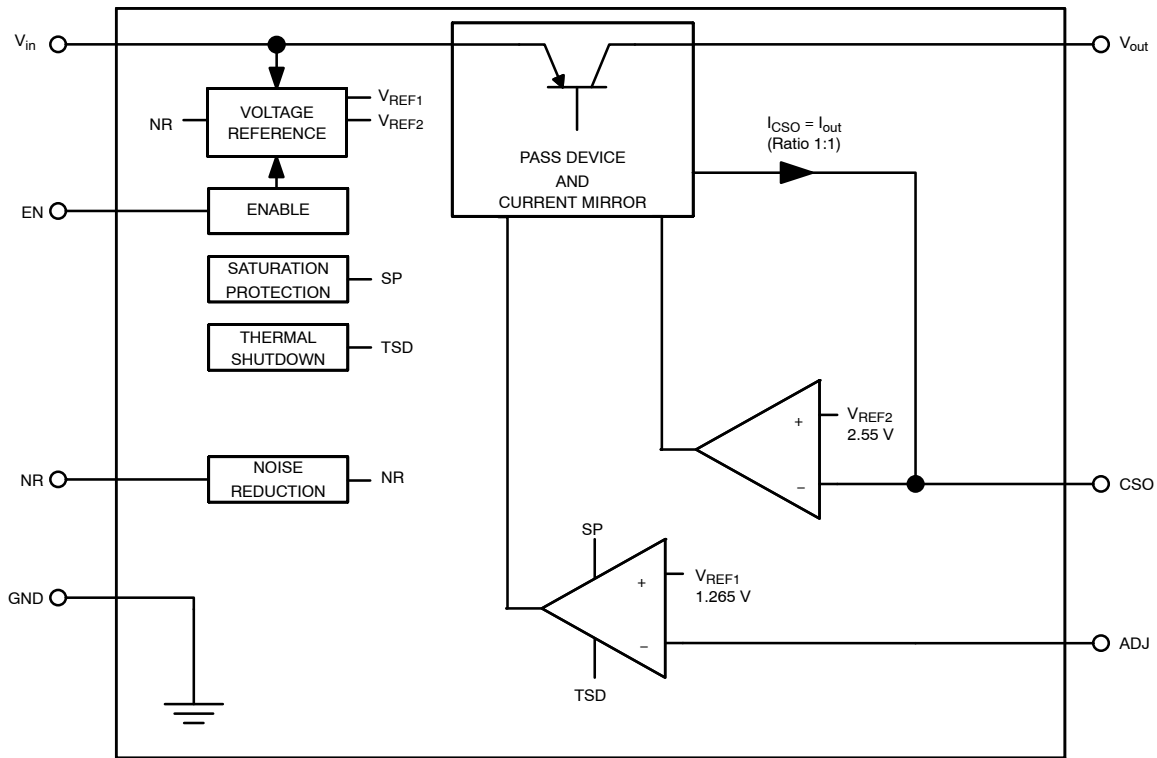 Vin
Vout
VOLTAGE
REFERENCE
NR
VREF1
VREF2
ICSO = Iout
(Ratio 1:1)
PASS DEVICE
AND
CURRENT MIRROR
EN
ENABLE
SATURATION
PROTECTION
SP
THERMAL
SHUTDOWN
TSD
+
VREF2
2.55 V
−
CSO
NR
NOISE
REDUCTION
NR
SP
+
VREF1
1.265 V
−
ADJ
TSD
GND